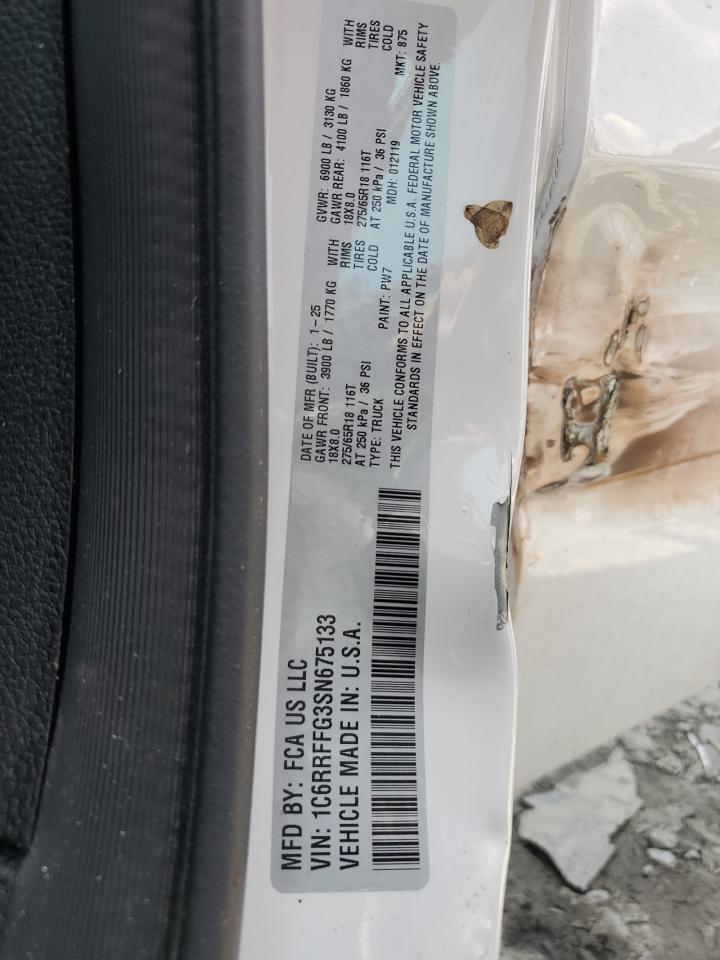 MFD BY: FCA US LLC
VIN: 1C6RRFFG3SN675133
VEHICLE MADE IN: U.S.A.
DATE OF MFR (BUILT): 1-25
GVWR: 6900 LB / 3130 KG
GAWR FRONT: 3900 LB / 1770 KG WITH
GAWR REAR: 4100 LB / 1860 KG WITH
18X8.0 RIMS
18X8.0 RIMS
275/65R18 116T TIRES
275/65R18 116T TIRES
AT 250 kPa / 36 PSI COLD
AT 250 kPa / 36 PSI COLD
TYPE: TRUCK PAINT: PW7 MDH: 012119 MKT: 875
THIS VEHICLE CONFORMS TO ALL APPLICABLE U.S.A. FEDERAL MOTOR VEHICLE SAFETY
STANDARDS IN EFFECT ON THE DATE OF MANUFACTURE SHOWN ABOVE.